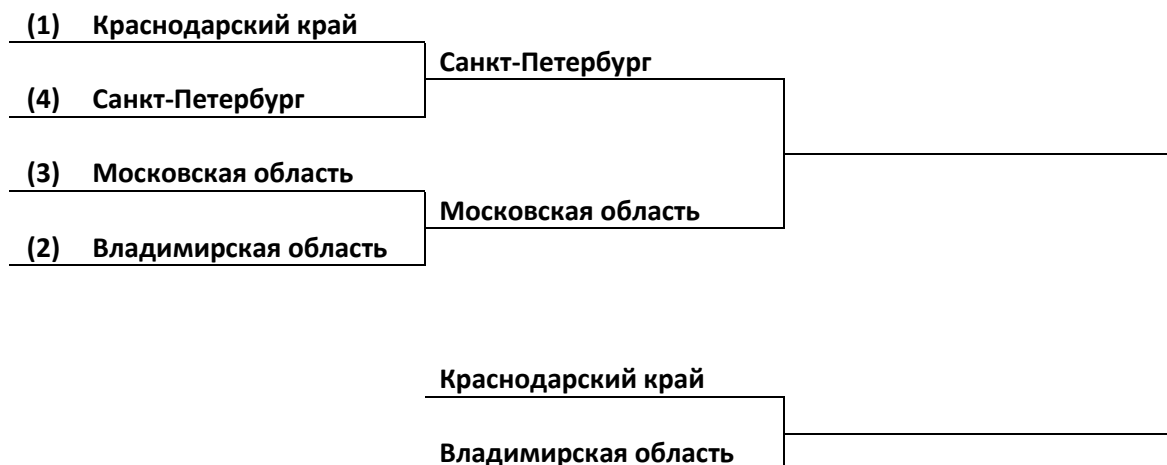 (1) Краснодарский край
Санкт-Петербург
(4) Санкт-Петербург
(3) Московская область
Московская область
(2) Владимирская область
Краснодарский край
Владимирская область